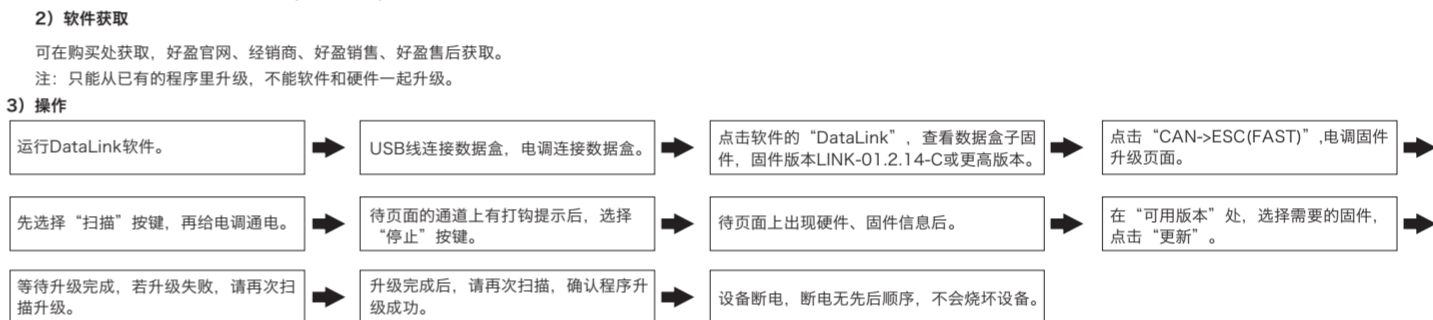 2）软件获取
可在购买处获取，好盈官网、经销商、好盈销售、好盈售后获取。
注：只能从已有的程序里升级，不能软件和硬件一起升级。
3）操作
运行DataLink软件。
USB线连接数据盒，电调连接数据盒。
点击软件的“DataLink”，查看数据盒子固
件，固件版本LINK-01.2.14-C或更高版本。
点击“CAN->ESC(FAST)”,电调固件
升级页面。
先选择“扫描”按键，再给电调通电。
待页面的通道上有打钩提示后，选择
“停止”按键。
待页面上出现硬件、固件信息后。
在“可用版本”处，选择需要的固件，
点击“更新”。
等待升级完成，若升级失败，请再次扫
描升级。
升级完成后，请再次扫描，确认程序升
级成功。
设备断电，断电无先后顺序，不会烧坏设备。